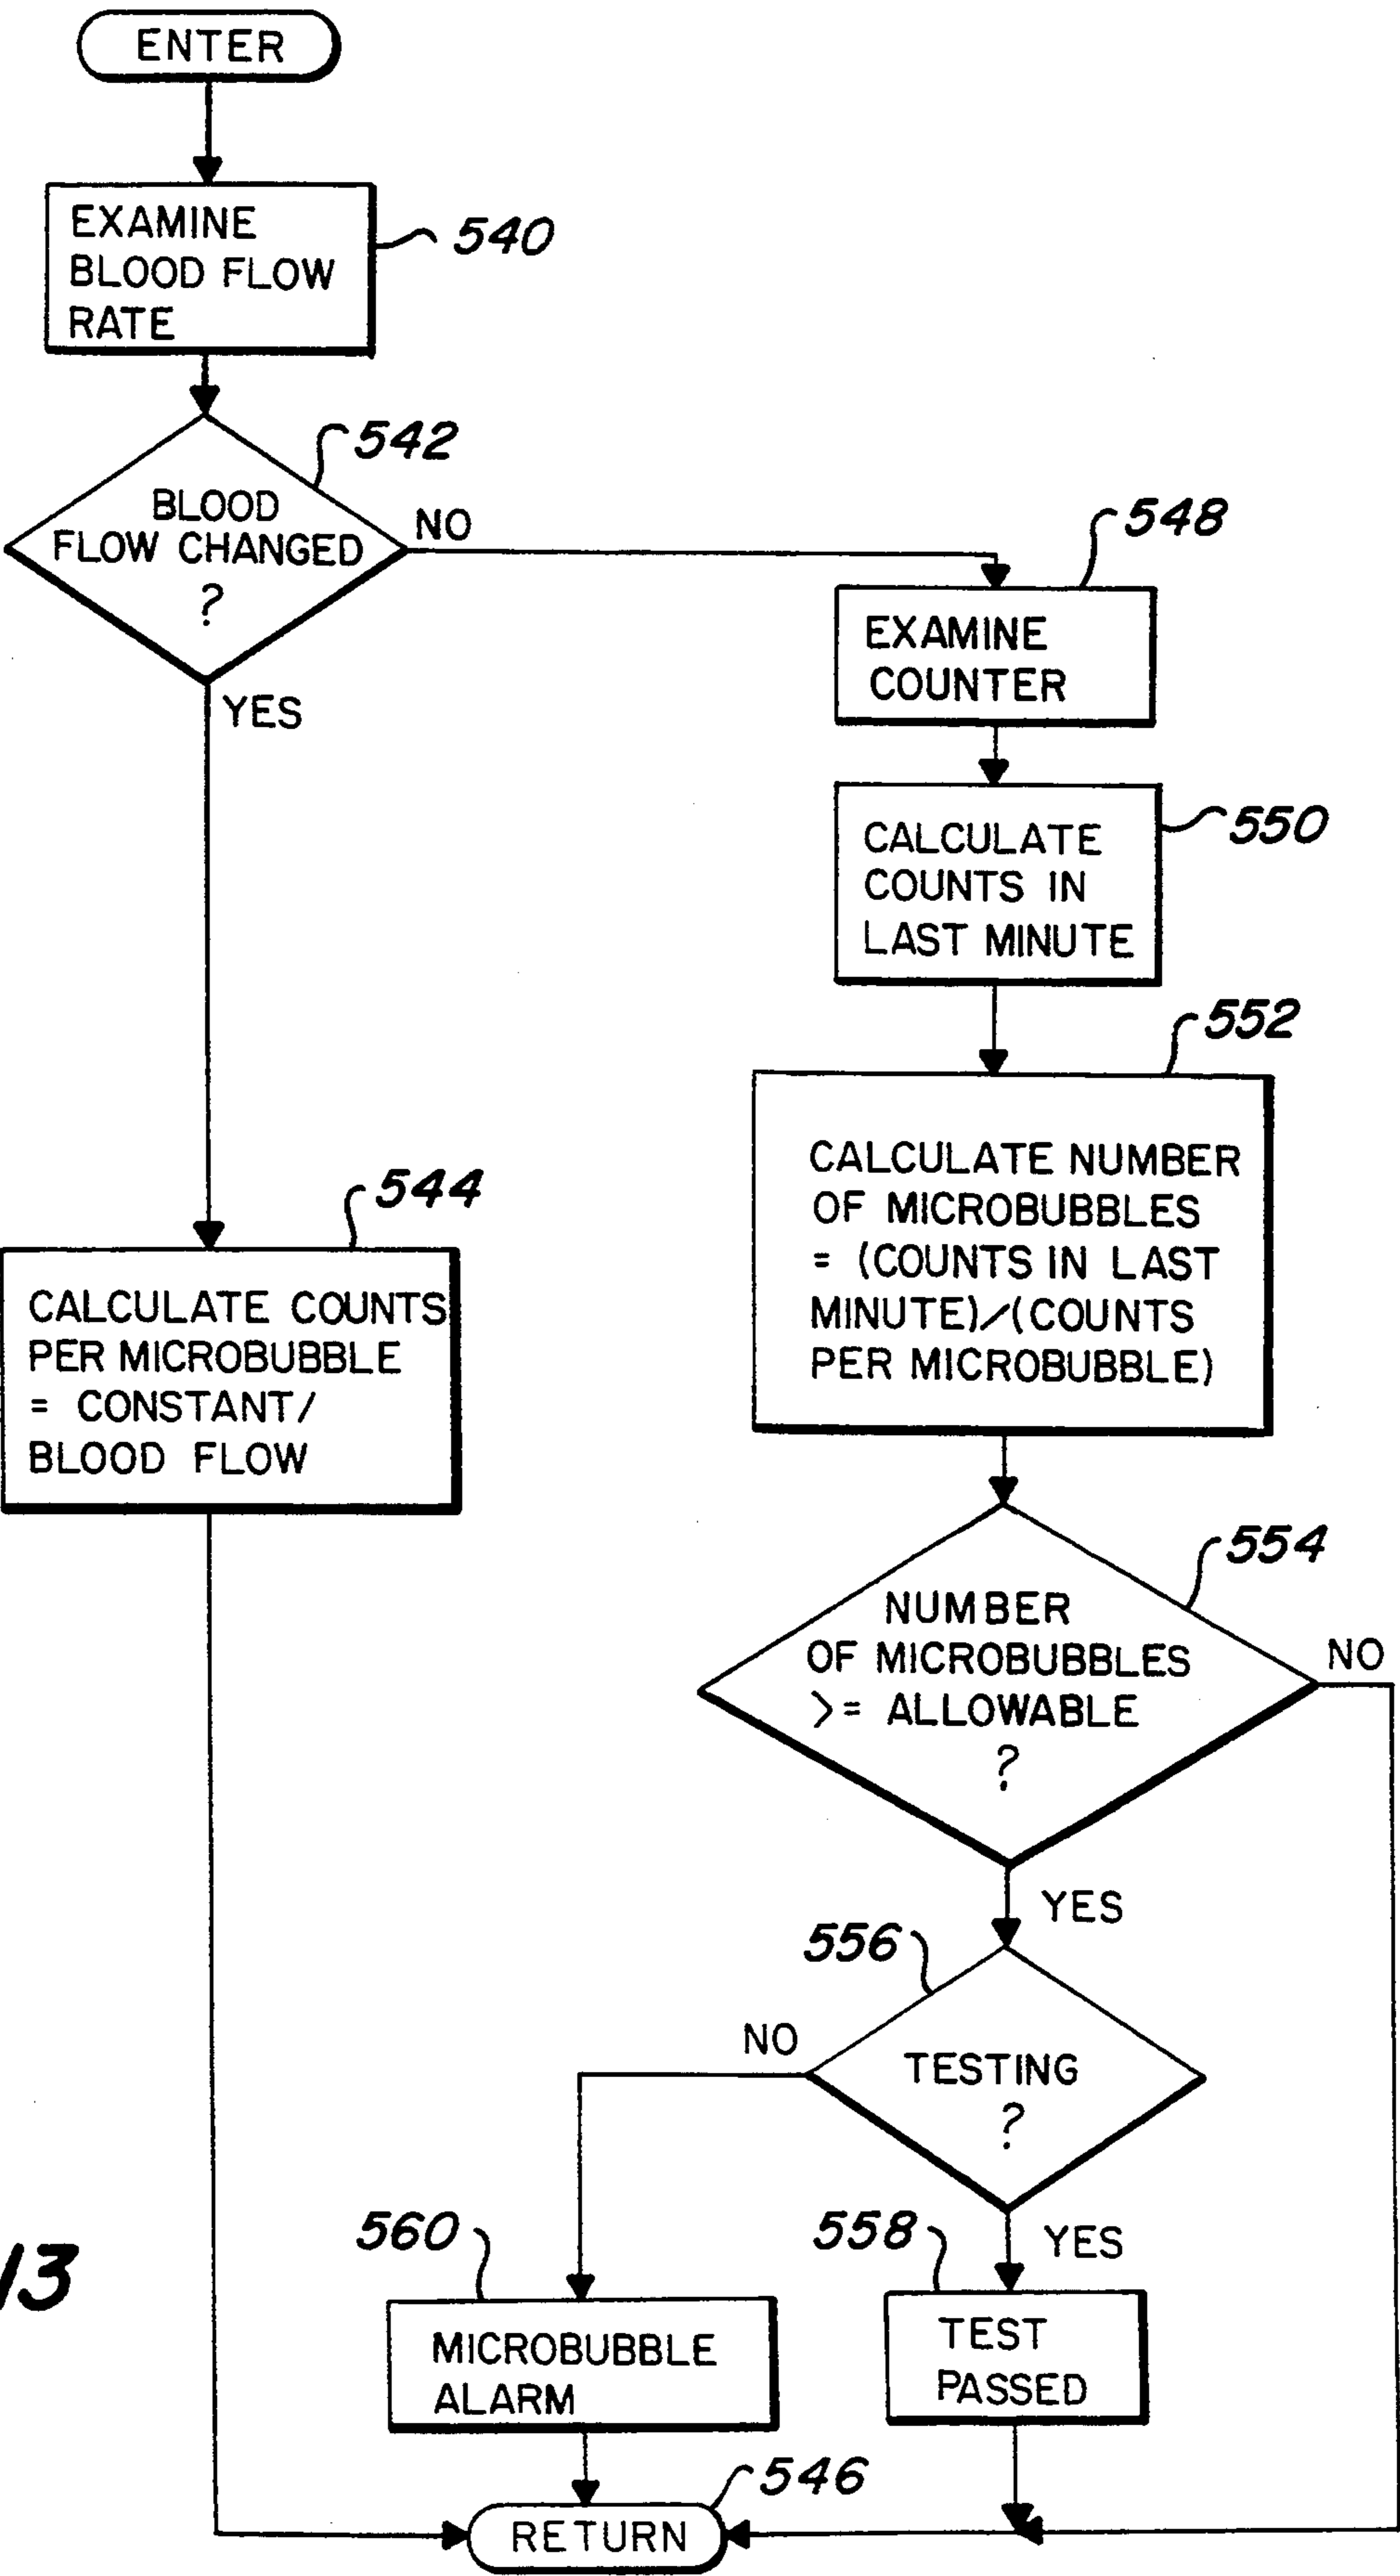 ENTER
EXAMINE
BLOOD FLOW
RATE
540
542
BLOOD
FLOW CHANGED
?
NO
YES
548
EXAMINE
COUNTER
550
CALCULATE
COUNTS IN
LAST MINUTE
552
CALCULATE NUMBER
OF MICROBUBBLES
= (COUNTS IN LAST
MINUTE)/(COUNTS
PER MICROBUBBLE)
544
CALCULATE COUNTS
PER MICROBUBBLE
= CONSTANT/
BLOOD FLOW
554
NUMBER
OF MICROBUBBLES
>= ALLOWABLE
?
NO
YES
556
TESTING
?
NO
YES
560
MICROBUBBLE
ALARM
558
TEST
PASSED
546
RETURN
13